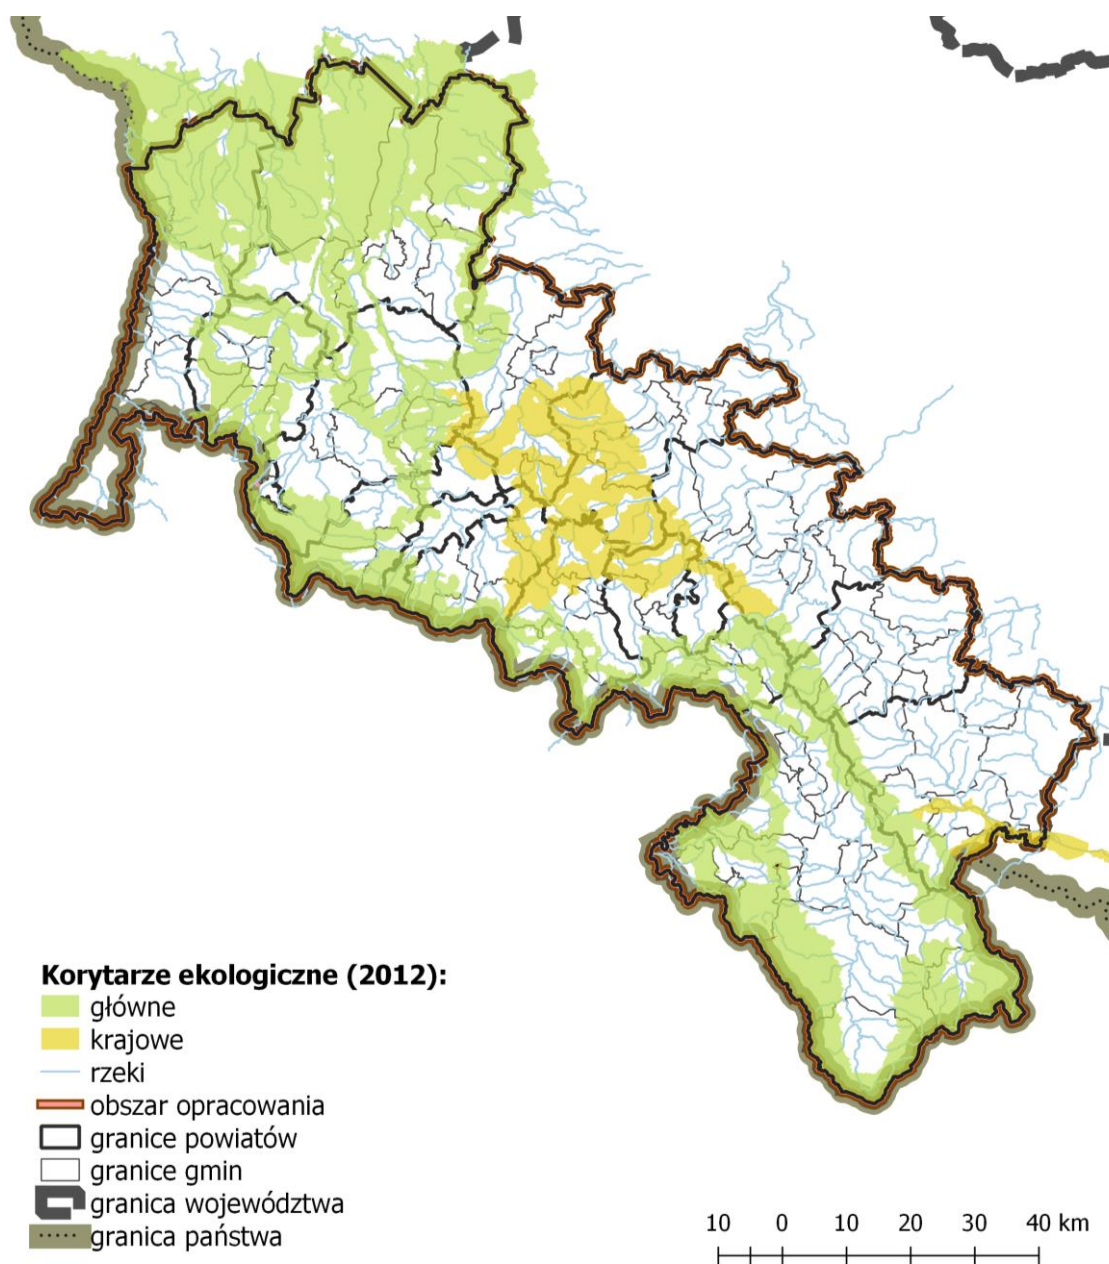 Korytarze ekologiczne (2012):
główne
krajowe
rzeki
obszar opracowania
granice powiatów
granice gmin
granica województwa
granica państwa
10 0 10 20 30 40 km